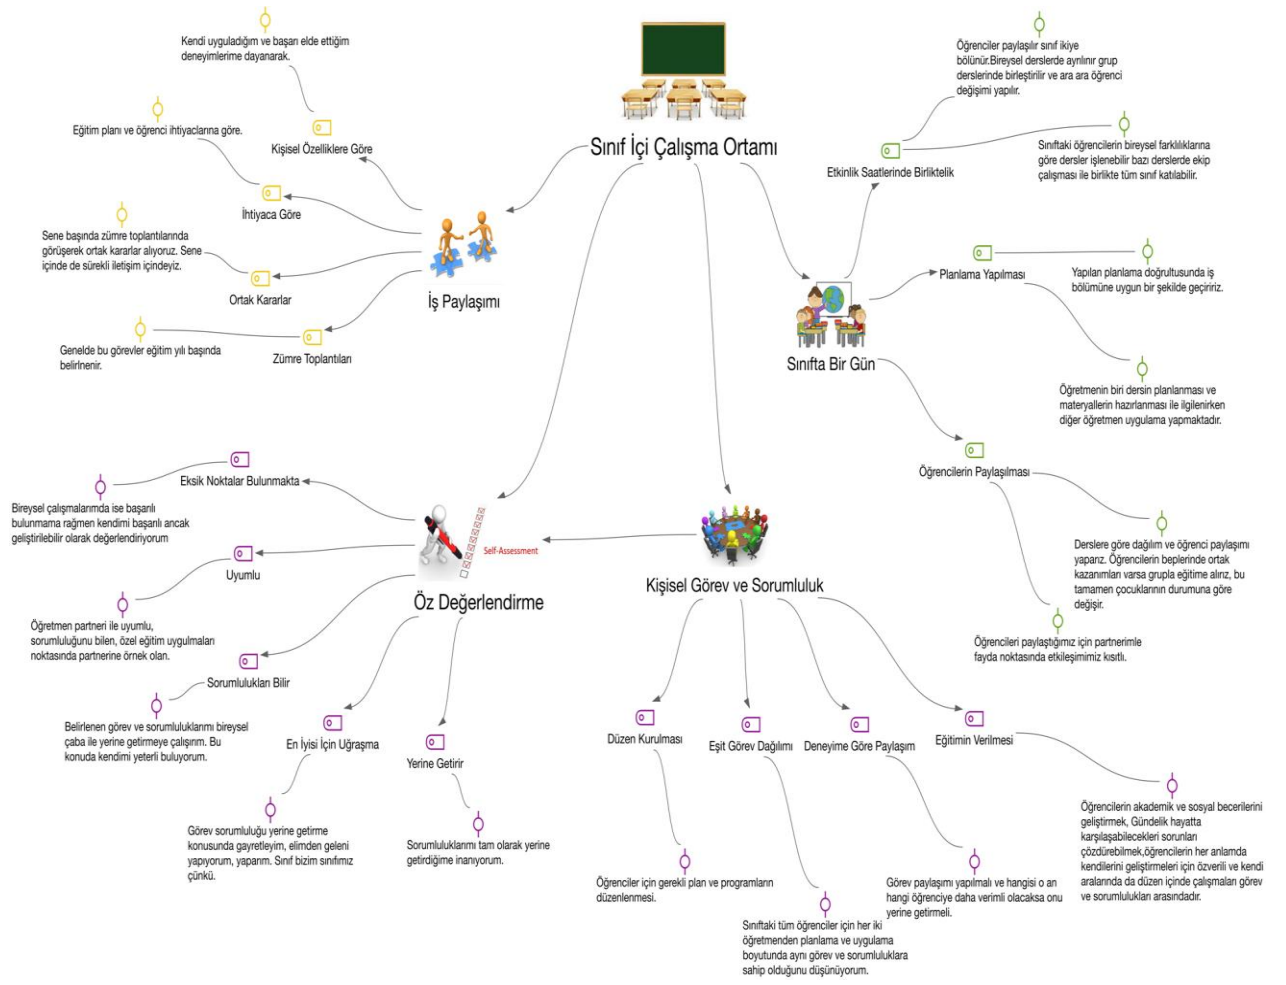 Kendi uyguladığım ve başarı elde ettiğim
deneyimlerime dayanarak.
Kişisel Özelliklere Göre
Eğitim planı ve öğrenci ihtiyaclarına göre.
İhtiyaca Göre
Sene başında zümre toplantılarında
görüşerek ortak kararlar alıyoruz. Sene
içinde de sürekli iletişim içindeyiz.
Ortak Kararlar
Genelde bu görevler eğitim yılı başında
belirlnenir.
Zümre Toplantıları
İş Paylaşımı
Sınıf İçi Çalışma Ortamı
Öğrenciler paylaşılır sınıf ikiye
bölünür.Bireysel derslerde ayrılınır grup
derslerinde birleştirilir ve ara ara öğrenci
değişimi yapılır.
Etkinlik Saatlerinde Birliktelik
Sınıftaki öğrencilerin bireysel farklılıklarına
göre dersler işlenebilir bazı derslerde ekip
çalışması ile birlikte tüm sınıf katılabilir.
Planlama Yapılması
Yapılan planlama doğrultusunda iş
bölümüne uygun bir şekilde geçiririz.
Sınıfta Bir Gün
Öğretmenin biri dersin planlanması ve
materyallerin hazırlanması ile ilgilenirken
diğer öğretmen uygulama yapmaktadır.
Öğrencilerin Paylaşılması
Derslere göre dağılım ve öğrenci paylaşımı
yaparız. Öğrencilerin beplerinde ortak
kazanımları varsa grupla eğitime alırız, bu
tamamen çocuklarının durumuna göre
değişir.
Öğrencileri paylaştığımız için partnerimle
fayda noktasında etkileşimimiz kısıtlı.
Eksik Noktalar Bulunmakta
Bireysel çalışmalarımda ise başarılı
bulunmama rağmen kendimi başarılı ancak
geliştirilebilir olarak değerlendiriyorum
Uyumlu
Öğretmen partneri ile uyumlu,
sorumluluğunu bilen, özel eğitim uygulmaları
noktasında partnerine örnek olan.
Sorumlulukları Bilir
Belirlenen görev ve sorumluluklarımı bireysel
çaba ile yerine getirmeye çalışırım. Bu
konuda kendimi yeterli buluyorum.
Self-Assessment
Öz Değerlendirme
En İyisi İçin Uğraşma
Görev sorumluluğu yerine getirme
konusunda gayretleyim, elimden geleni
yapıyorum, yaparım. Sınıf bizim sınıfımız
çünkü.
Yerine Getirir
Sorumluluklarımı tam olarak yerine
getirdiğime inanıyorum.
Kişisel Görev ve Sorumluluk
Düzen Kurulması
Öğrenciler için gerekli plan ve programların
düzenlenmesi.
Eşit Görev Dağılımı
Sınıftaki tüm öğrenciler için her iki
öğretmenden planlama ve uygulama
boyutunda aynı görev ve sorumluluklara
sahip olduğunu düşünüyorum.
Deneyime Göre Paylaşım
Görev paylaşımı yapılmalı ve hangisi o an
hangi öğrenciye daha verimli olacaksa onu
yerine getirmeli.
Eğitimin Verilmesi
Öğrencilerin akademik ve sosyal becerilerini
geliştirmek, Gündelik hayatta
karşılaşabilecekleri sorunları
çözdürebilmek,öğrencilerin her anlamda
kendilerini geliştirmeleri için özverili ve kendi
aralarında da düzen içinde çalışmaları görev
ve sorumlulukları arasındadır.